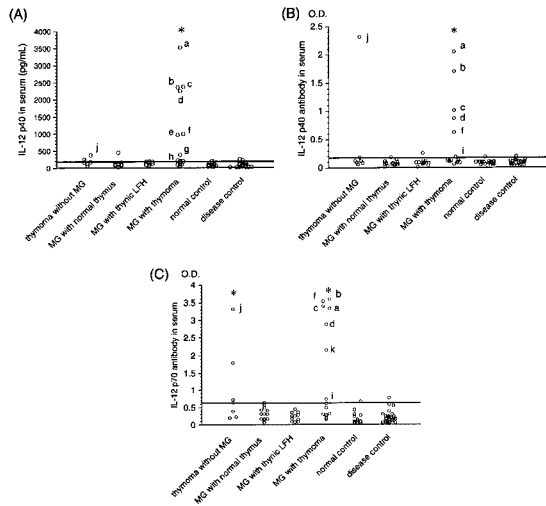 (A)
IL-12 p40 in serum (pg/mL)
4000
3500
3000
2500
2000
1500
1000
500
0
*
a
b
c
d
e
f
g
h
j
thymoma without MG
MG with normal thymus
MG with thynic LFH
MG with thymoma
normal control
disease control
(B)
O.D.
IL-12 p40 antibody in serum
2.5
2
1.5
1
0.5
0
*
j
a
b
c
d
f
i
thymoma without MG
MG with normal thymus
MG with thynic LFH
MG with thymoma
normal control
disease control
(C)
O.D.
IL-12 p70 antibody in serum
4
3.5
3
2.5
2
1.5
1
0.5
0
*
j
*
f
b
c
a
d
k
i
thymoma without MG
MG with normal thymus
MG with thynic LFH
MG with thymoma
normal control
disease control